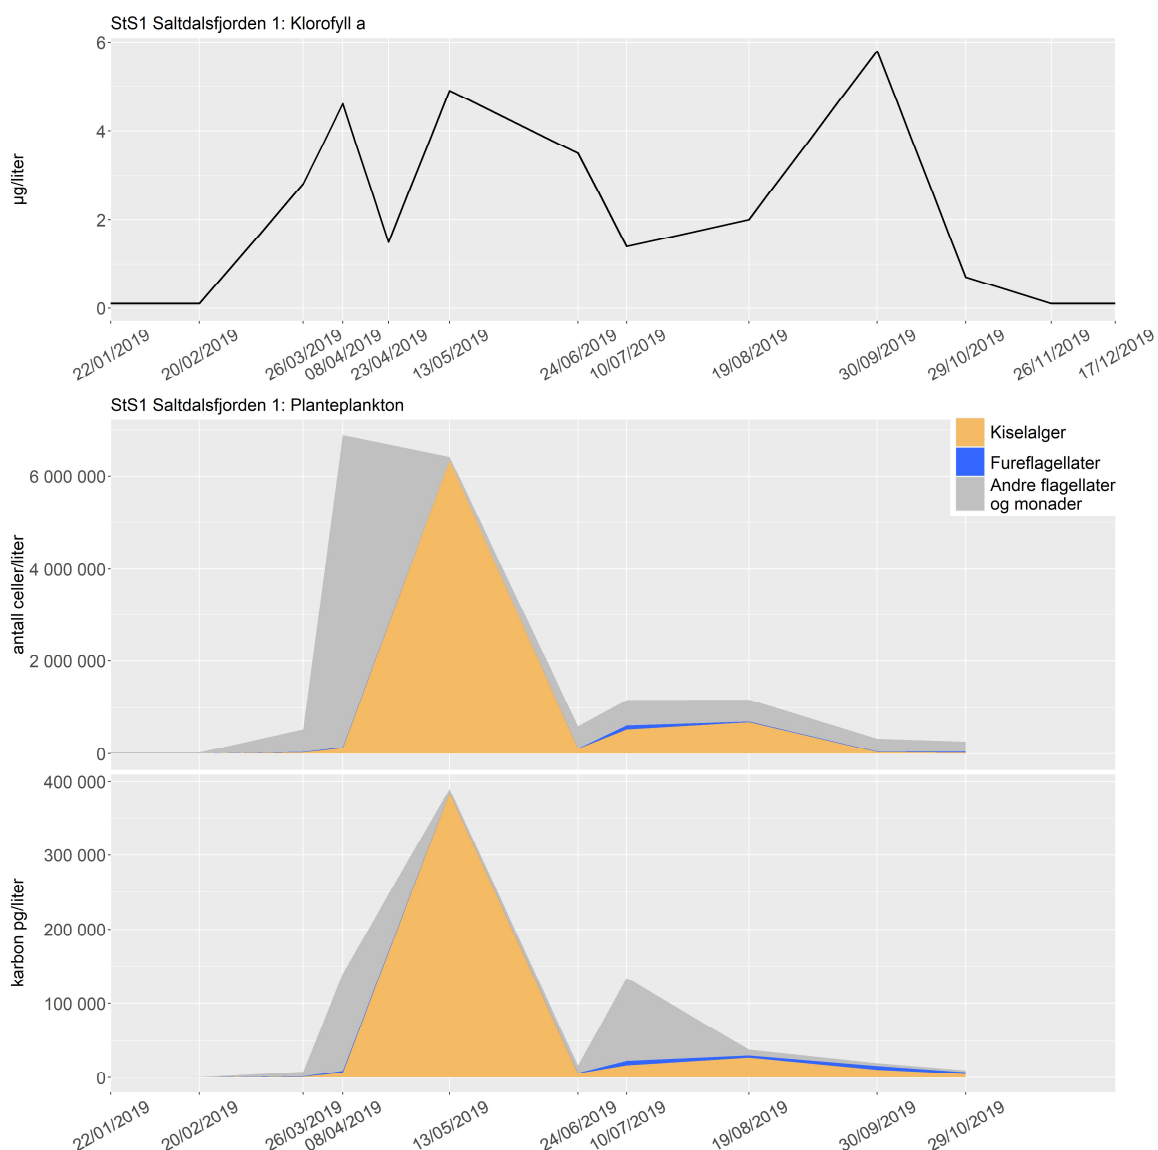 StS1 Saltdalsfjorden 1: Klorofyll a
6
4
2
0
µg/liter
22/01/2019
20/02/2019
26/03/2019
08/04/2019
23/04/2019
13/05/2019
24/06/2019
10/07/2019
19/08/2019
30/09/2019
29/10/2019
26/11/2019
17/12/2019
StS1 Saltdalsfjorden 1: Planteplankton
Kiselalger
Fureflagellater
Andre flagellater
og monader
6 000 000
4 000 000
2 000 000
0
antall celler/liter
400 000
300 000
200 000
100 000
0
karbon pg/liter
22/01/2019
20/02/2019
26/03/2019
08/04/2019
13/05/2019
24/06/2019
10/07/2019
19/08/2019
30/09/2019
29/10/2019